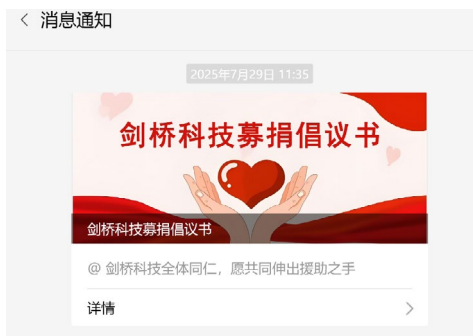 消息通知
2025年7月29日 11:35
剑桥科技募捐倡议书
剑桥科技募捐倡议书
@ 剑桥科技全体同仁，愿共同伸出援助之手
详情